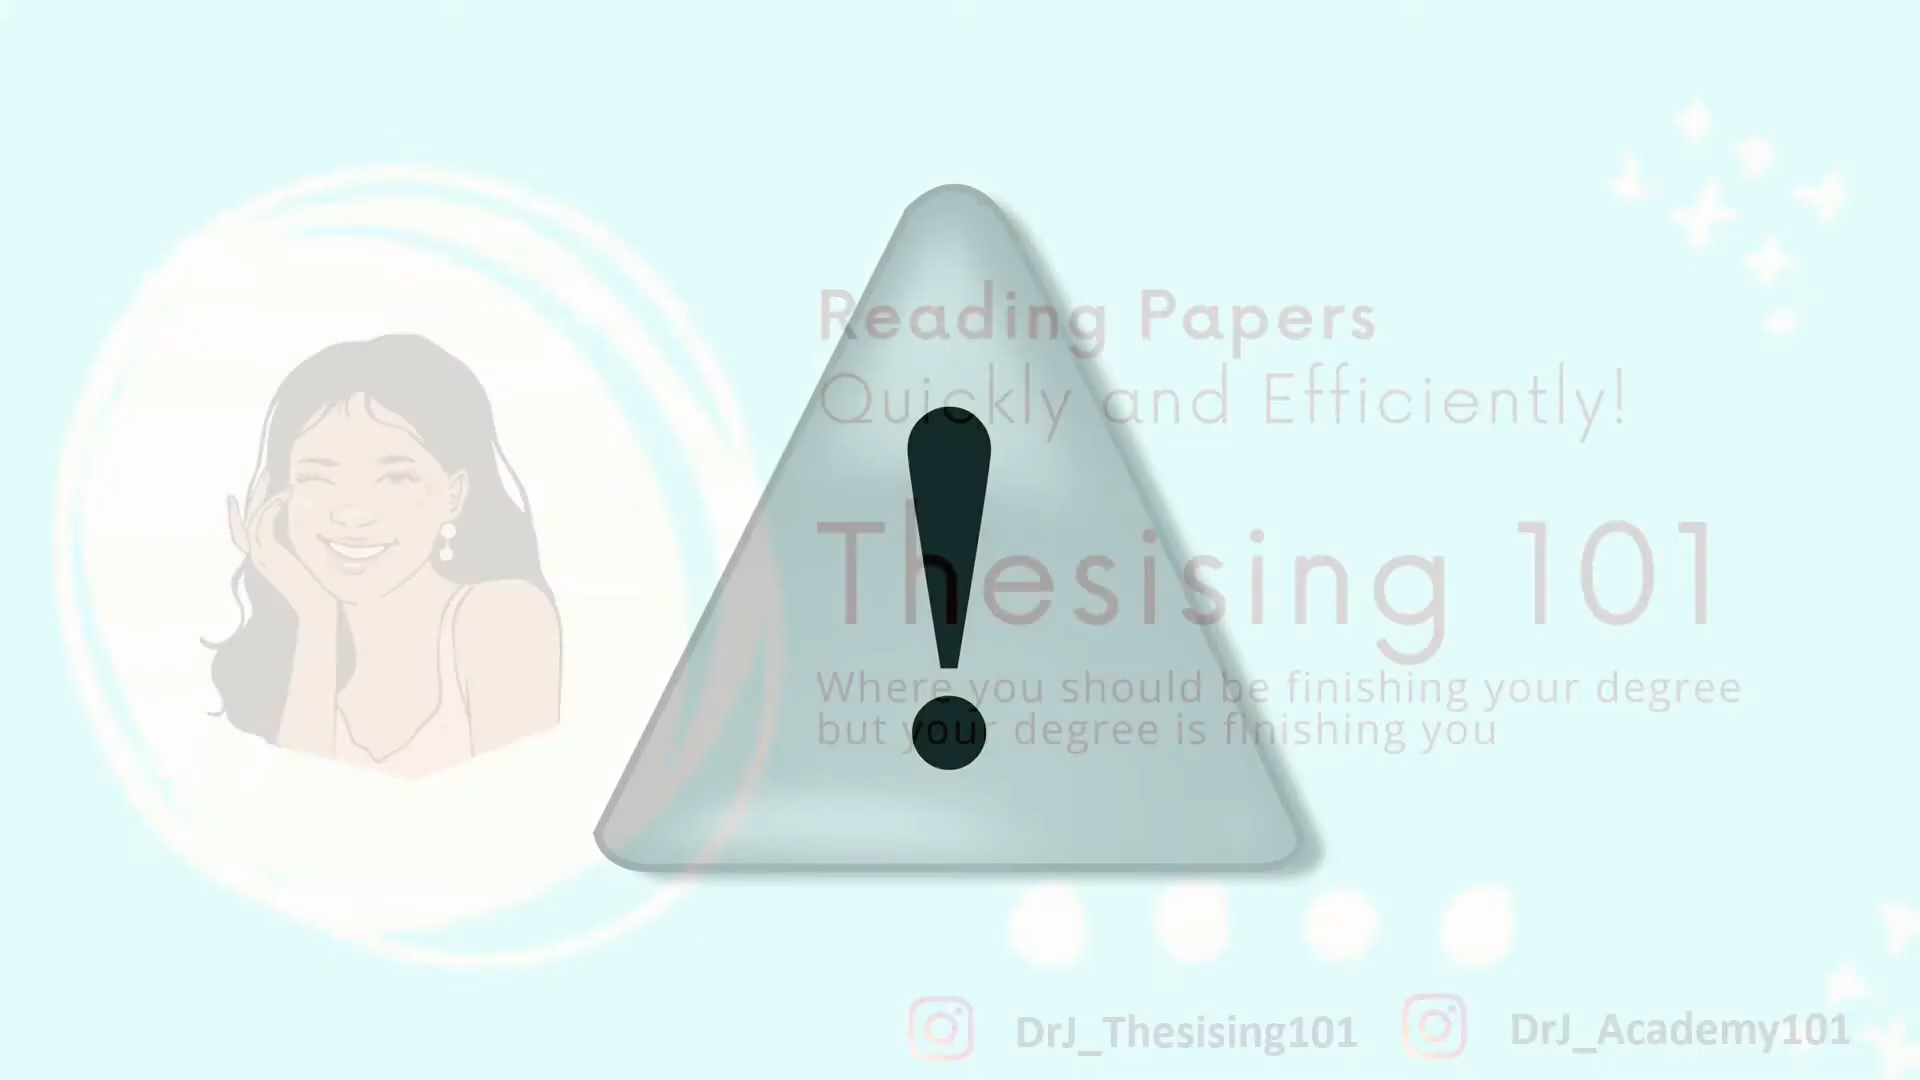 Reading Papers
Quickly and Efficiently!
Thesising 101
Where you should be finishing your degree
but your degree is finishing you
DrJ_Thesising101
DrJ_Academy101